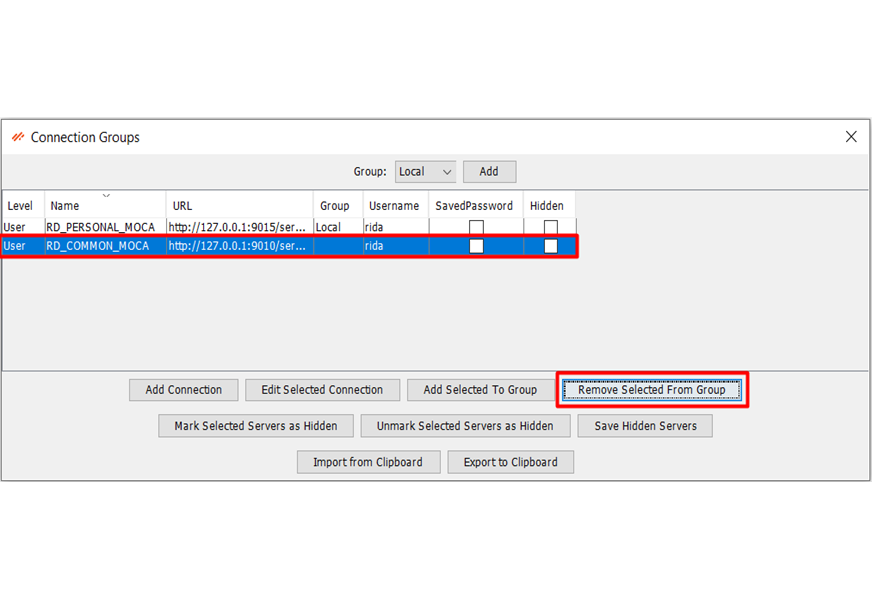 Connection Groups
Group: Local Add
Level Name URL Group Username SavedPassword Hidden
User RD_PERSONAL_MOCA http://127.0.0.1:9015/ser... Local rida
User RD_COMMON_MOCA http://127.0.0.1:9010/ser... rida
Add Connection Edit Selected Connection Add Selected To Group Remove Selected From Group
Mark Selected Servers as Hidden Unmark Selected Servers as Hidden Save Hidden Servers
Import from Clipboard Export to Clipboard